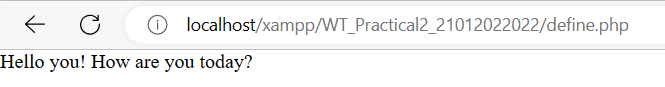 localhost/xampp/WT_Practical2_21012022022/define.php
Hello you! How are you today?